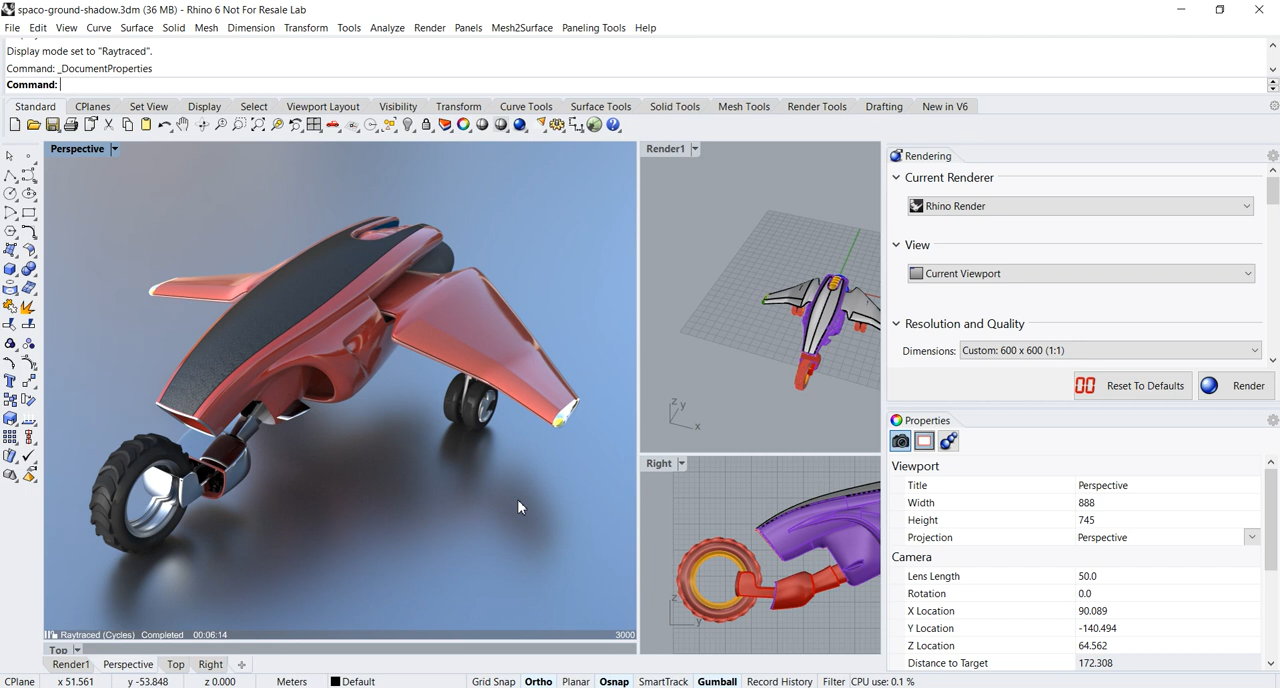 spaco-ground-shadow.3dm (36 MB) - Rhino 6 Not For Resale Lab
File Edit View Curve Surface Solid Mesh Dimension Transform Tools Analyze Render Panels Mesh2Surface Paneling Tools Help
Display mode set to "Raytraced".
Command: _DocumentProperties
Command:
Standard CPlanes Set View Display Select Viewport Layout Visibility Transform Curve Tools Surface Tools Solid Tools Mesh Tools Render Tools Drafting New in V6
Perspective
Render1
z y
x
Right
z
y
Raytraced (Cycles) Completed 00:06:14 3000
Top
Render1 Perspective Top Right
Rendering
Current Renderer
Rhino Render
View
Current Viewport
Resolution and Quality
Dimensions: Custom: 600 x 600 (1:1)
Reset To Defaults Render
Properties
Viewport
Title Perspective
Width 888
Height 745
Projection Perspective
Camera
Lens Length 50.0
Rotation 0.0
X Location 90.089
Y Location -140.494
Z Location 64.562
Distance to Target 172.308
CPlane x 51.561 y -53.848 z 0.000 Meters Default Grid Snap Ortho Planar Osnap SmartTrack Gumball Record History Filter CPU use: 0.1 %